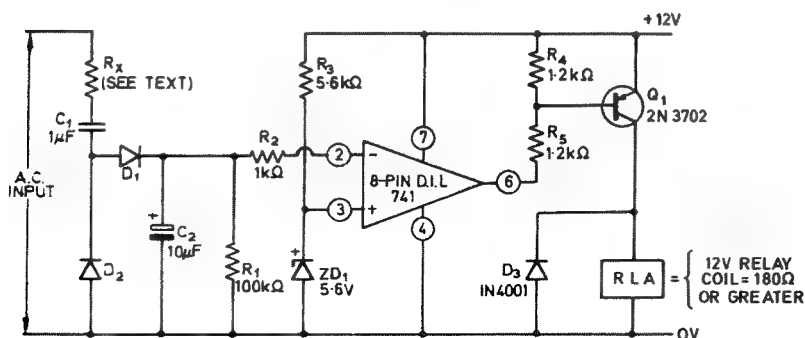 +12V
RX
(SEE TEXT)
R3
5.6kΩ
R4
1.2kΩ
Q1
2N 3702
C1
1µF
R2
1kΩ
7
R5
1.2kΩ
A.C.
INPUT
D1
2
−
8-PIN D.I.L
741
6
3
+
4
+
C2
10µF
D2
R1
100kΩ
+
ZD1
5.6V
D3
IN4001
RLA
=
12V RELAY
COIL = 180Ω
OR GREATER
0V